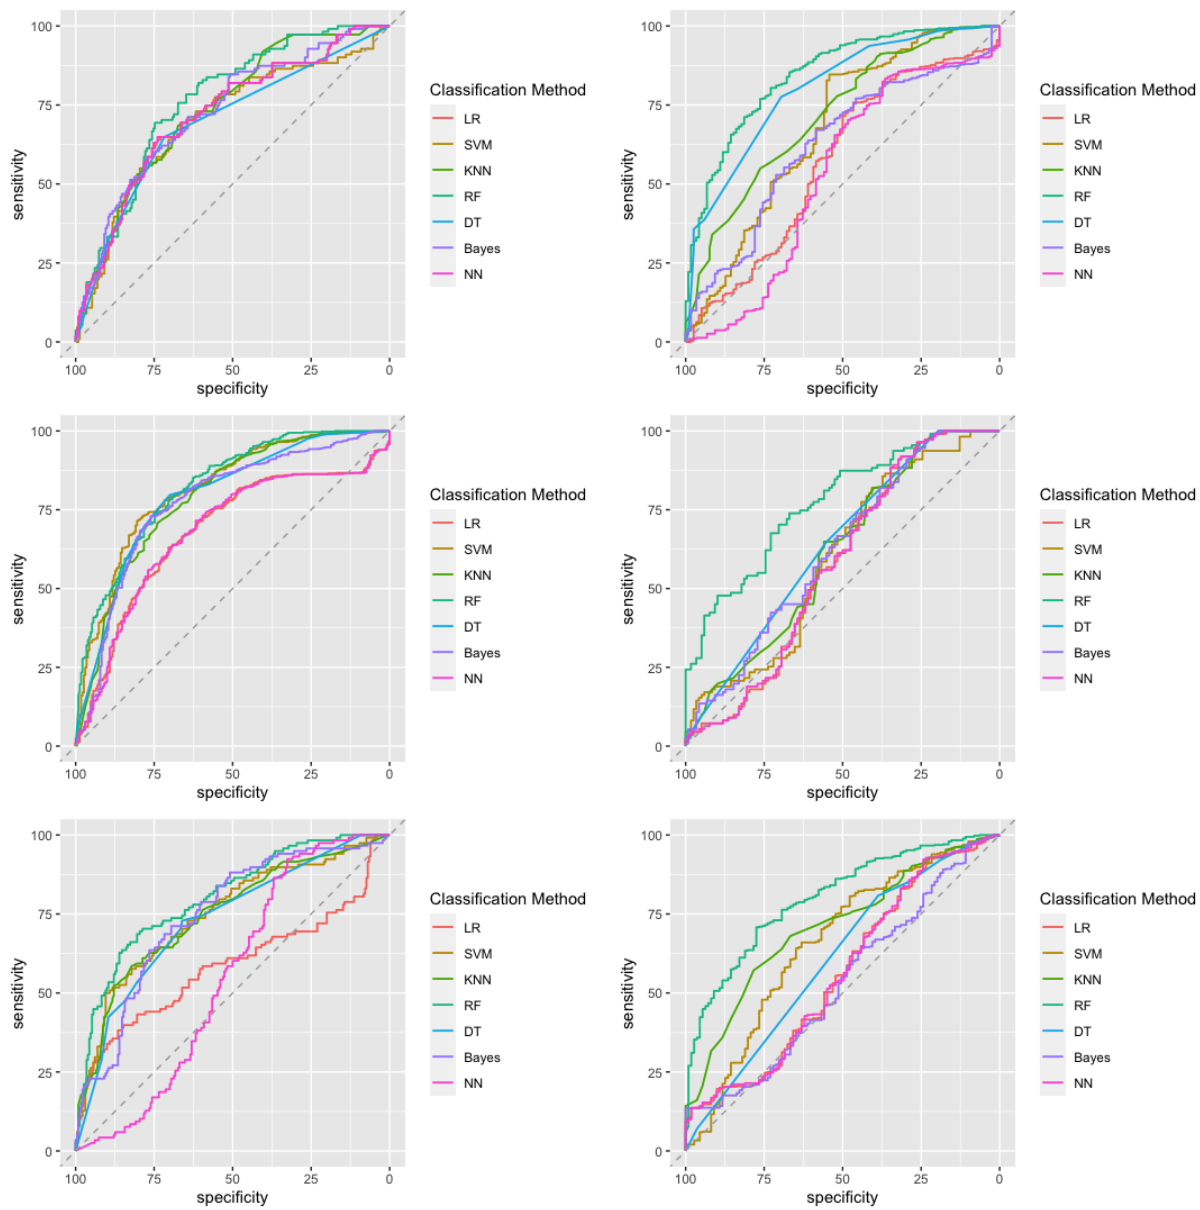 100
75
50
25
0
sensitivity
100 75 50 25 0
specificity
Classification Method
LR
SVM
KNN
RF
DT
Bayes
NN
100
75
50
25
0
sensitivity
100 75 50 25 0
specificity
Classification Method
LR
SVM
KNN
RF
DT
Bayes
NN
100
75
50
25
0
sensitivity
100 75 50 25 0
specificity
Classification Method
LR
SVM
KNN
RF
DT
Bayes
NN
100
75
50
25
0
sensitivity
100 75 50 25 0
specificity
Classification Method
LR
SVM
KNN
RF
DT
Bayes
NN
100
75
50
25
0
sensitivity
100 75 50 25 0
specificity
Classification Method
LR
SVM
KNN
RF
DT
Bayes
NN
100
75
50
25
0
sensitivity
100 75 50 25 0
specificity
Classification Method
LR
SVM
KNN
RF
DT
Bayes
NN